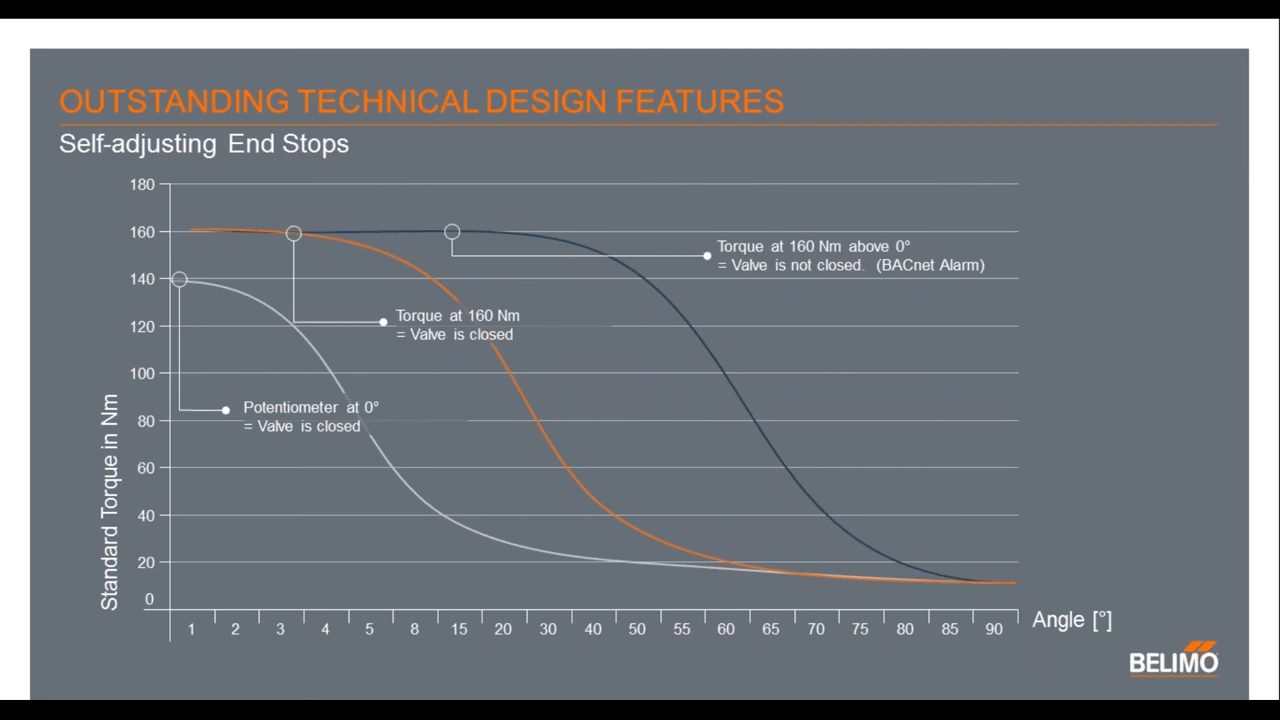 OUTSTANDING TECHNICAL DESIGN FEATURES
Self-adjusting End Stops
180
160
140
120
100
80
60
40
20
0
Standard Torque in Nm
Torque at 160 Nm above 0°
= Valve is not closed. (BACnet Alarm)
Torque at 160 Nm
= Valve is closed
Potentiometer at 0°
= Valve is closed
1 2 3 4 5 8 15 20 30 40 50 55 60 65 70 75 80 85 90
Angle [°]
BELIMO